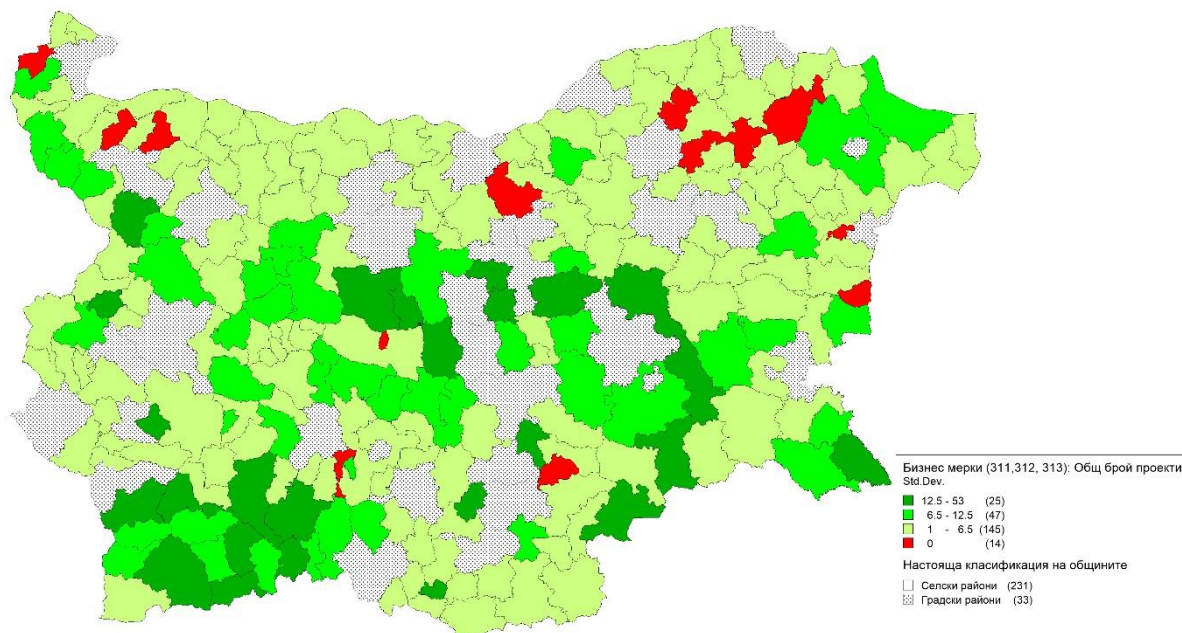 Бизнес мерки (311,312, 313): Общ брой проекти
Std.Dev.
12.5 - 53 (25)
6.5 - 12.5 (47)
1 - 6.5 (145)
0 (14)
Настояща класификация на общините
Селски райони (231)
Градски райони (33)